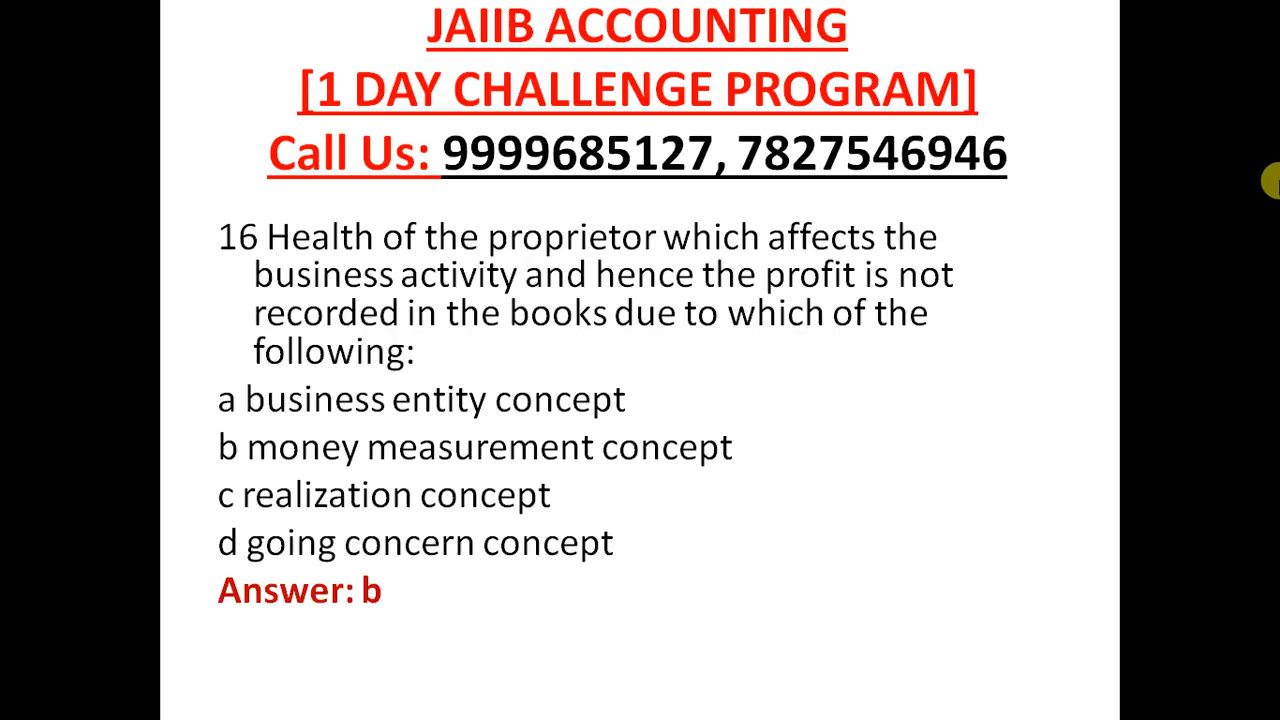 JAIIB ACCOUNTING
[1 DAY CHALLENGE PROGRAM]
Call Us: 9999685127, 7827546946
16 Health of the proprietor which affects the
business activity and hence the profit is not
recorded in the books due to which of the
following:
a business entity concept
b money measurement concept
c realization concept
d going concern concept
Answer: b